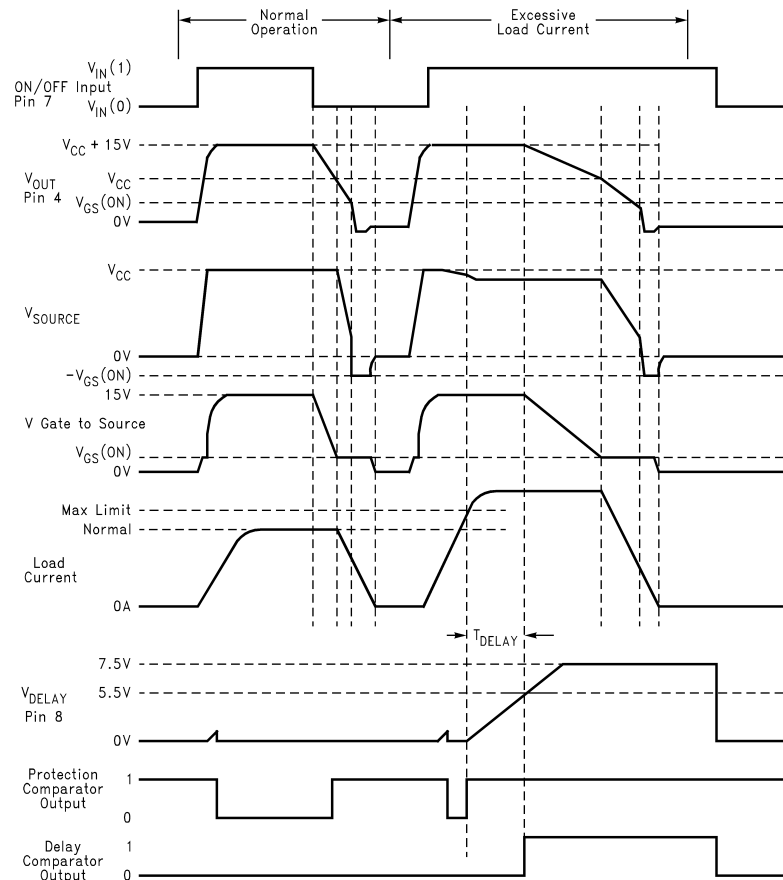 Normal
Operation
Excessive
Load Current
V_IN(1)
ON/OFF Input
Pin 7
V_IN(0)
V_CC + 15V
V_OUT
Pin 4
V_CC
V_GS(ON)
0V
V_CC
V_SOURCE
0V
-V_GS(ON)
15V
V Gate to Source
V_GS(ON)
0V
Max Limit
Normal
Load
Current
0A
T_DELAY
7.5V
V_DELAY
Pin 8
5.5V
0V
Protection
Comparator
Output
1
0
Delay
Comparator
Output
1
0